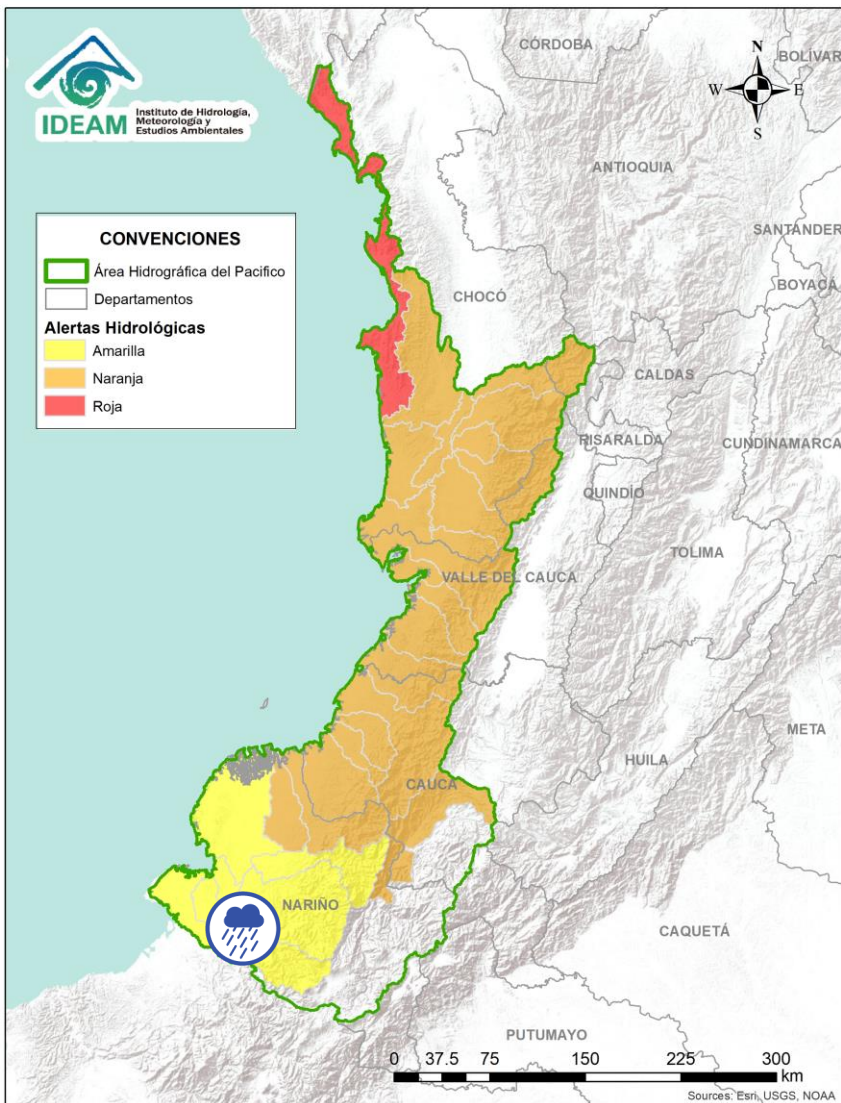 IDEAM
Instituto de Hidrología,
Meteorología y
Estudios Ambientales
CÓRDOBA
BOLÍVAR
N
W
E
S
ANTIOQUIA
SANTANDER
BOYACÁ
CONVENCIONES
Área Hidrográfica del Pacifico
Departamentos
Alertas Hidrológicas
Amarilla
Naranja
Roja
CHOCÓ
CALDAS
RISARALDA
CUNDINAMARCA
QUINDÍO
TOLIMA
VALLE DEL CAUCA
META
HUILA
CAUCA
NARIÑO
CAQUETÁ
PUTUMAYO
0 37.5 75 150 225 300
km
Sources: Esri, USGS, NOAA